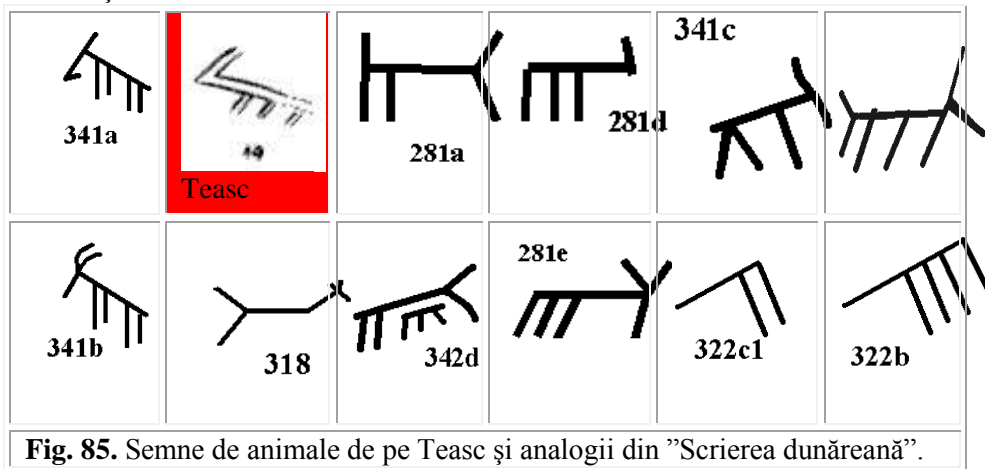 341a
Teasc
281a
281d
341c
341b
318
342d
281e
322c1
322b
Fig. 85. Semne de animale de pe Teasc şi analogii din ”Scrierea dunăreană”.